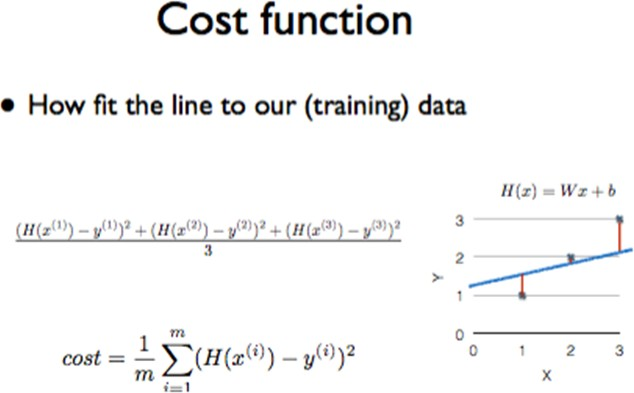 Cost function
• How fit the line to our (training) data
H(x) = Wx + b
(H(x^{(1)}) − y^{(1)})^2 + (H(x^{(2)}) − y^{(2)})^2 + (H(x^{(3)}) − y^{(3)})^2
3
cost = \frac{1}{m} \sum_{i=1}^{m} (H(x^{(i)}) − y^{(i)})^2
3
2
1
0
Y
0 1 2 3
X